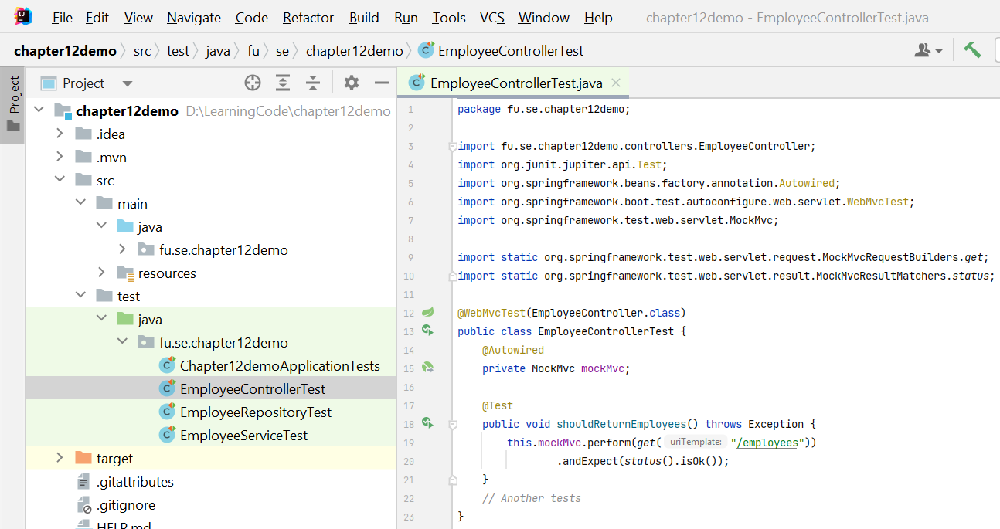 File Edit View Navigate Code Refactor Build Run Tools VCS Window Help chapter12demo - EmployeeControllerTest.java
chapter12demo src test java fu se chapter12demo EmployeeControllerTest
Project
Project
chapter12demo D:\LearningCode\chapter12demo
.idea
.mvn
src
main
java
fu.se.chapter12demo
resources
test
java
fu.se.chapter12demo
Chapter12demoApplicationTests
EmployeeControllerTest
EmployeeRepositoryTest
EmployeeServiceTest
target
.gitattributes
.gitignore
HELP.md
EmployeeControllerTest.java
1 package fu.se.chapter12demo;
2
3 import fu.se.chapter12demo.controllers.EmployeeController;
4 import org.junit.jupiter.api.Test;
5 import org.springframework.beans.factory.annotation.Autowired;
6 import org.springframework.boot.test.autoconfigure.web.servlet.WebMvcTest;
7 import org.springframework.test.web.servlet.MockMvc;
8
9 import static org.springframework.test.web.servlet.request.MockMvcRequestBuilders.get;
10 import static org.springframework.test.web.servlet.result.MockMvcResultMatchers.status;
11
12 @WebMvcTest(EmployeeController.class)
13 public class EmployeeControllerTest {
14 @Autowired
15 private MockMvc mockMvc;
16
17 @Test
18 public void shouldReturnEmployees() throws Exception {
19 this.mockMvc.perform(get( uriTemplate: "/employees"))
20 .andExpect(status().isOk());
21 }
22 // Another tests
23 }